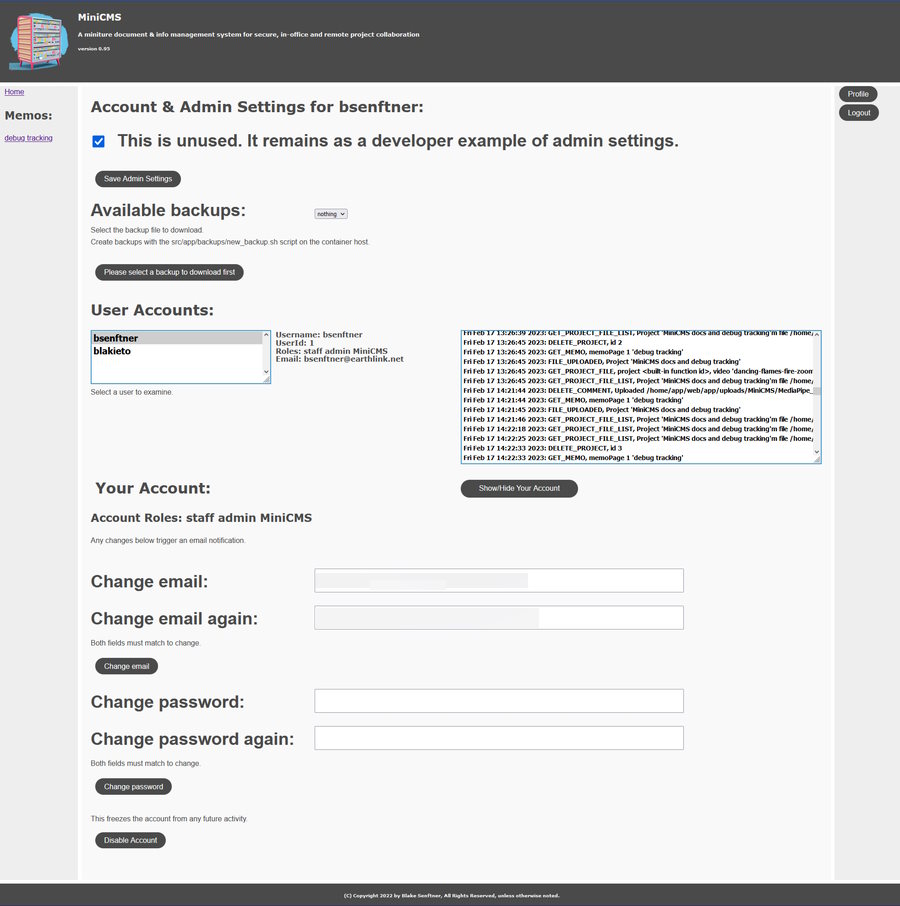 MiniCMS
A miniture document & info management system for secure, in-office and remote project collaboration
version 0.95
Home
Memos:
debug tracking
Profile
Logout
Account & Admin Settings for bsenftner:
This is unused. It remains as a developer example of admin settings.
Save Admin Settings
Available backups:
nothing
Select the backup file to download.
Create backups with the src/app/backups/new_backup.sh script on the container host.
Please select a backup to download first
User Accounts:
bsenftner
blakieto
Select a user to examine.
Username: bsenftner
UserId: 1
Roles: staff admin MiniCMS
Email: bsenftner@earthlink.net
Fri Feb 17 13:26:39 2023: GET_PROJECT_FILE_LIST, Project 'MiniCMS docs and debug tracking'm file /home/
Fri Feb 17 13:26:45 2023: DELETE_PROJECT, id 2
Fri Feb 17 13:26:45 2023: GET_MEMO, memoPage 1 'debug tracking'
Fri Feb 17 13:26:45 2023: FILE_UPLOADED, Project 'MiniCMS docs and debug tracking'
Fri Feb 17 13:26:45 2023: GET_PROJECT_FILE, project <built-in function id>, video 'dancing-flames-fire-zoom
Fri Feb 17 13:26:45 2023: GET_PROJECT_FILE_LIST, Project 'MiniCMS docs and debug tracking'm file /home/
Fri Feb 17 14:21:44 2023: DELETE_COMMENT, Uploaded /home/app/web/app/uploads/MiniCMS/MediaPipe_
Fri Feb 17 14:21:44 2023: GET_MEMO, memoPage 1 'debug tracking'
Fri Feb 17 14:21:45 2023: FILE_UPLOADED, Project 'MiniCMS docs and debug tracking'
Fri Feb 17 14:21:46 2023: GET_PROJECT_FILE_LIST, Project 'MiniCMS docs and debug tracking'm file /home/
Fri Feb 17 14:22:18 2023: GET_PROJECT_FILE_LIST, Project 'MiniCMS docs and debug tracking'm file /home/
Fri Feb 17 14:22:25 2023: GET_PROJECT_FILE_LIST, Project 'MiniCMS docs and debug tracking'm file /home/
Fri Feb 17 14:22:33 2023: DELETE_PROJECT, id 3
Fri Feb 17 14:22:33 2023: GET_MEMO, memoPage 1 'debug tracking'
Your Account:
Show/Hide Your Account
Account Roles: staff admin MiniCMS
Any changes below trigger an email notification.
Change email:
Change email again:
Both fields must match to change.
Change email
Change password:
Change password again:
Both fields must match to change.
Change password
This freezes the account from any future activity.
Disable Account
(C) Copyright 2022 by Blake Senftner, All Rights Reserved, unless otherwise noted.